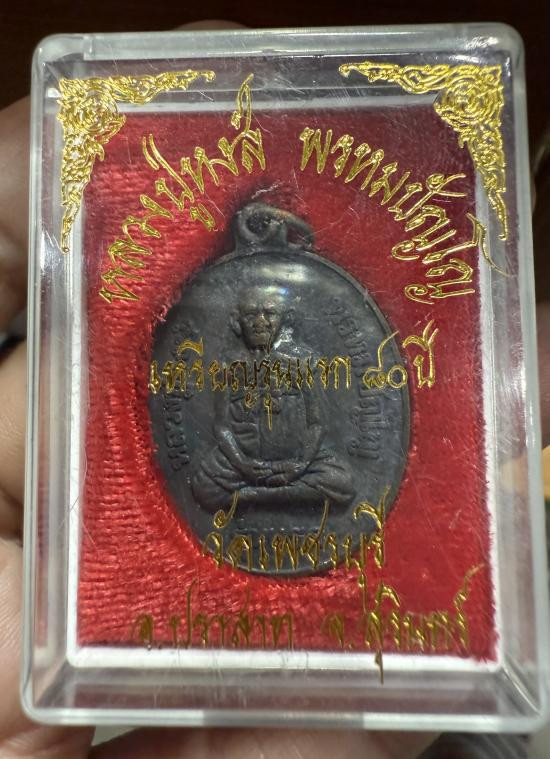 หลวงปู่หงส์ พรหมปัญโญ
เหรียญรุ่นแรก ๘๐ ปี
วัดเพชรบุรี
อ.ปราสาท จ.สุรินทร์